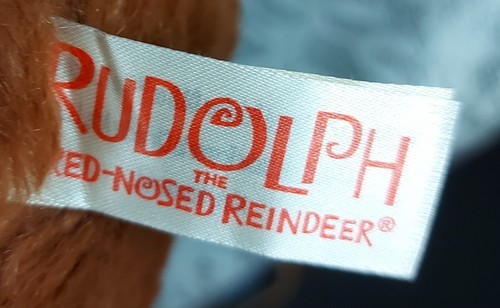 RUDOLPH
THE
RED-NOSED REINDEER®